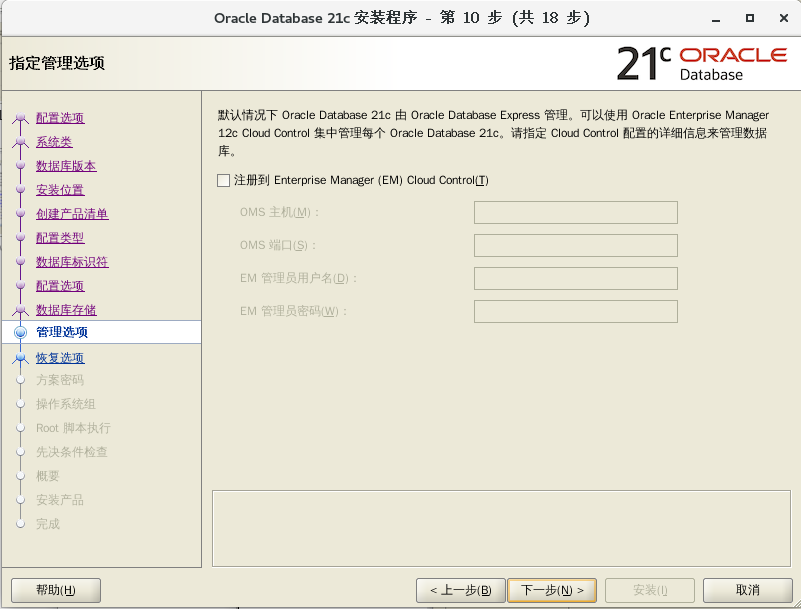 Oracle Database 21c 安装程序 - 第 10 步 (共 18 步)
指定管理选项
21c ORACLE
Database
配置选项
系统类
数据库版本
安装位置
创建产品清单
配置类型
数据库标识符
配置选项
数据库存储
管理选项
恢复选项
方案密码
操作系统组
Root 脚本执行
先决条件检查
概要
安装产品
完成
默认情况下 Oracle Database 21c 由 Oracle Database Express 管理。可以使用 Oracle Enterprise Manager
12c Cloud Control 集中管理每个 Oracle Database 21c。请指定 Cloud Control 配置的详细信息来管理数据
库。
注册到 Enterprise Manager (EM) Cloud Control(T)
OMS 主机(M)：
OMS 端口(S)：
EM 管理员用户名(D)：
EM 管理员密码(W)：
帮助(H)
< 上一步(B)
下一步(N) >
安装(I)
取消